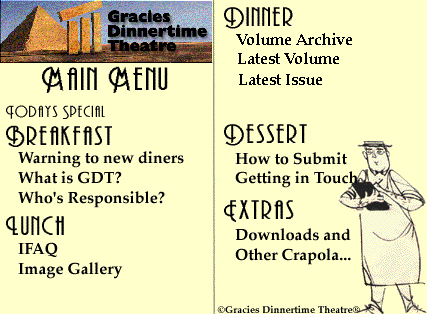 Gracies
Dinnertime
Theatre
MAIN MENU
TODAYS SPECIAL
BREAKFAST
Warning to new diners
What is GDT?
Who's Responsible?
LUNCH
IFAQ
Image Gallery
DINNER
Volume Archive
Latest Volume
Latest Issue
DESSERT
How to Submit
Getting in Touch
EXTRAS
Downloads and
Other Crapola...
©Gracies Dinnertime Theatre®